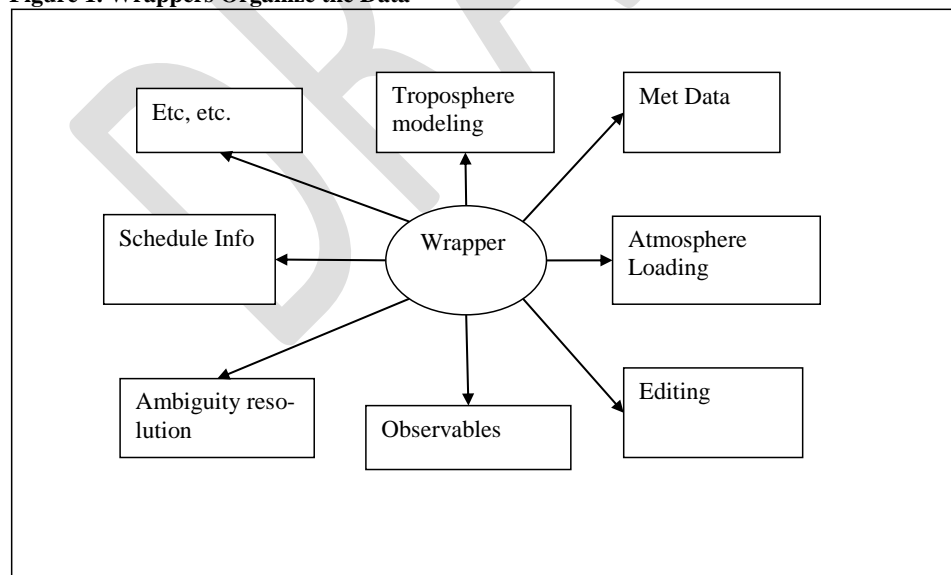 Figure 1. Wrappers Organize the Data
Etc, etc.
Troposphere
modeling
Met Data
Schedule Info
Wrapper
Atmosphere
Loading
Ambiguity reso-
lution
Observables
Editing